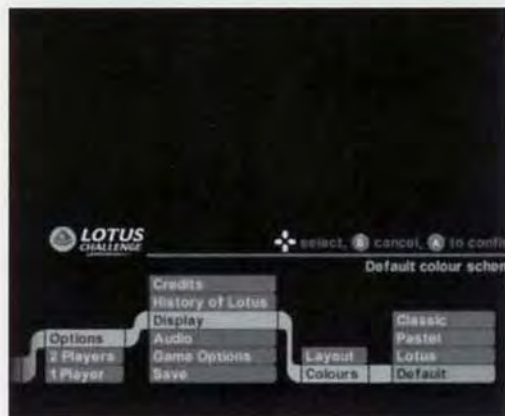 LOTUS
CHALLENGE
select, B cancel, A to confir
Default colour schem
Credits
History of Lotus
Display
Audio
Game Options
Save
Options
2 Players
1 Player
Layout
Colours
Classic
Pastel
Lotus
Default